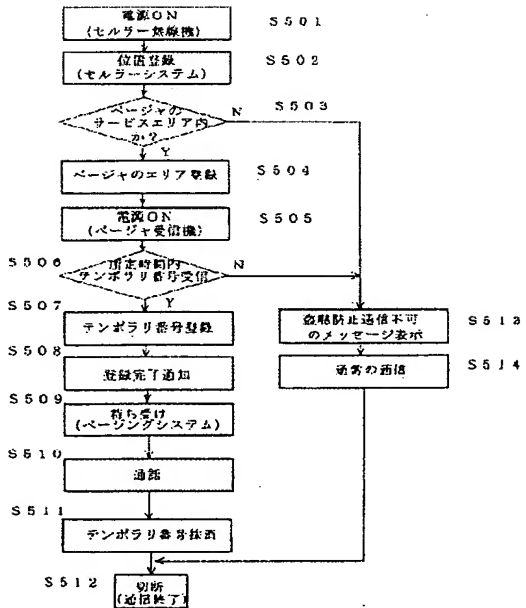 電源ON
(セルラー無線機)
S501
位置登録
(セルラーシステム)
S502
ページャの
サービスエリア内
か?
N
S503
Y
ページャのエリア登録
S504
電源ON
(ページャ受信機)
S505
S506
所定時間内
テンポラリ番号受信
N
Y
S507
テンポラリ番号登録
S508
登録完了通知
S509
待ち受け
(ページングシステム)
S510
通話
S511
テンポラリ番号抹消
S512
切断
(通信終了)
盗聴防止通信不可
のメッセージ表示
S513
通常の通信
S514